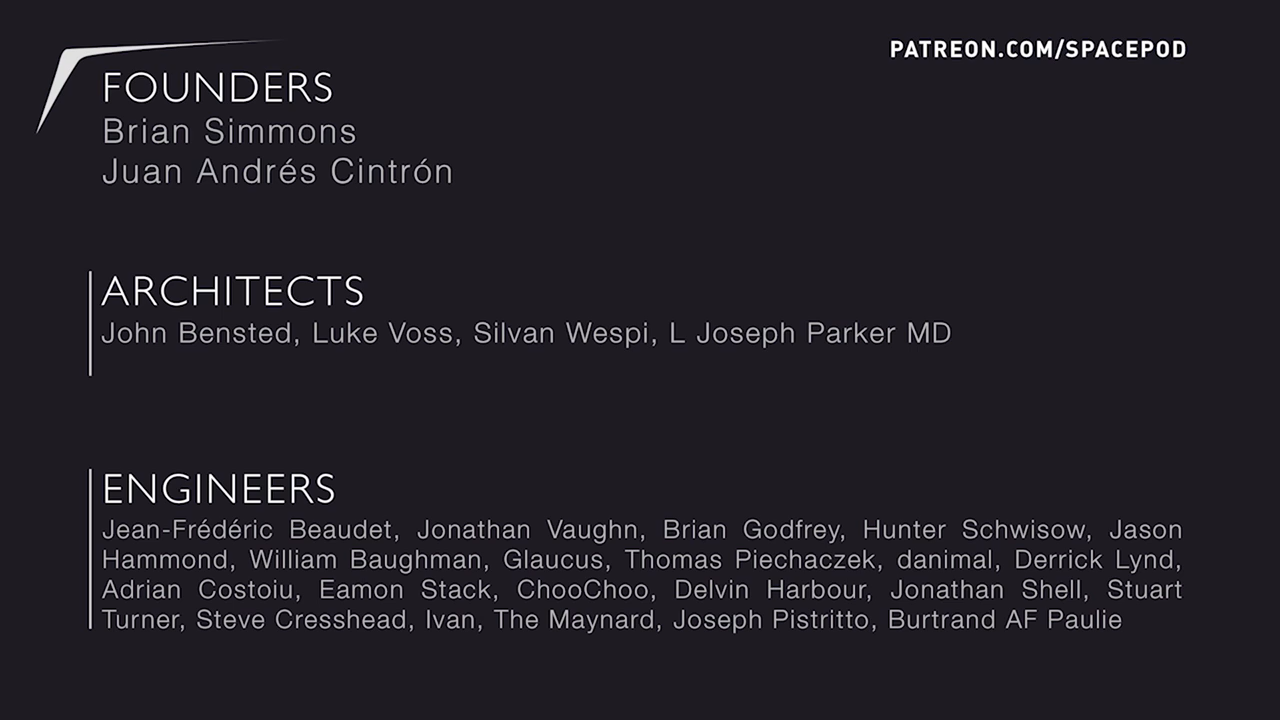 PATREON.COM/SPACEPOD
FOUNDERS
Brian Simmons
Juan Andrés Cintrón
ARCHITECTS
John Bensted, Luke Voss, Silvan Wespi, L Joseph Parker MD
ENGINEERS
Jean-Frédéric Beaudet, Jonathan Vaughn, Brian Godfrey, Hunter Schwisow, Jason
Hammond, William Baughman, Glaucus, Thomas Piechaczek, danimal, Derrick Lynd,
Adrian Costoiu, Eamon Stack, ChooChoo, Delvin Harbour, Jonathan Shell, Stuart
Turner, Steve Cresshead, Ivan, The Maynard, Joseph Pistritto, Burtrand AF Paulie